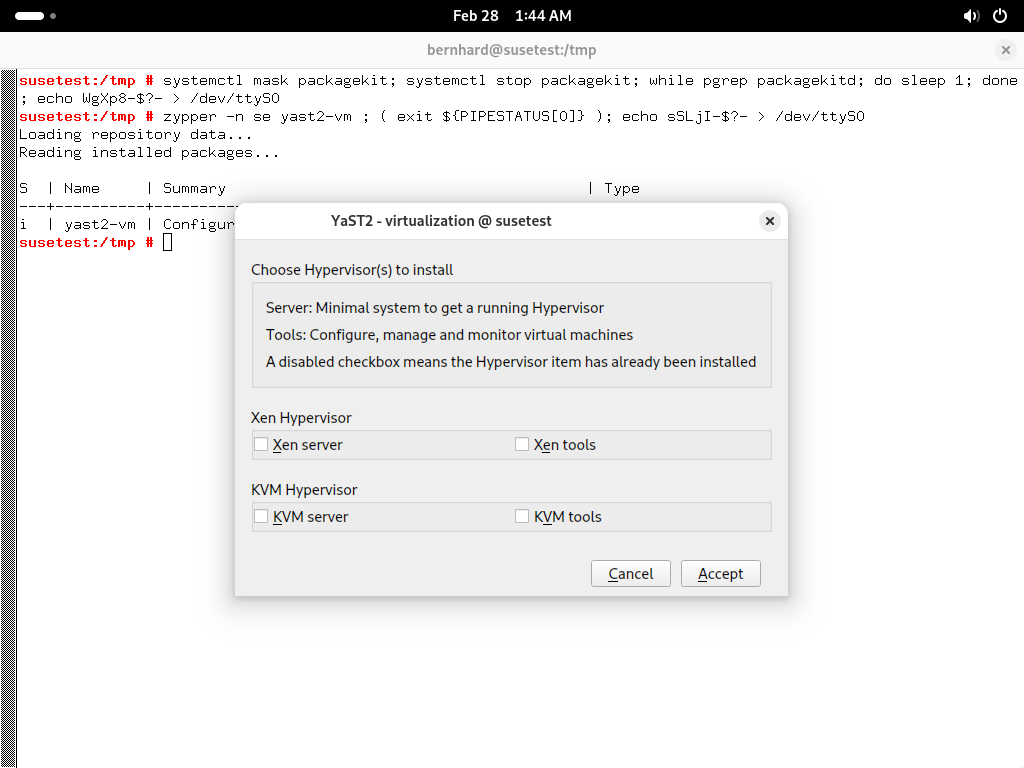 Feb 28 1:44 AM
bernhard@susetest:/tmp
susetest:/tmp # systemctl mask packagekit; systemctl stop packagekit; while pgrep packagekitd; do sleep 1; done
; echo WgXp8-$?- > /dev/ttyS0
susetest:/tmp # zypper -n se yast2-vm ; ( exit ${PIPESTATUS[0]} ); echo sSLjI-$?- > /dev/ttyS0
Loading repository data...
Reading installed packages...
S | Name | Summary | Type
---+----------+---------
i | yast2-vm | Configur
susetest:/tmp #
YaST2 - virtualization @ susetest
Choose Hypervisor(s) to install
Server: Minimal system to get a running Hypervisor
Tools: Configure, manage and monitor virtual machines
A disabled checkbox means the Hypervisor item has already been installed
Xen Hypervisor
Xen server Xen tools
KVM Hypervisor
KVM server KVM tools
Cancel Accept